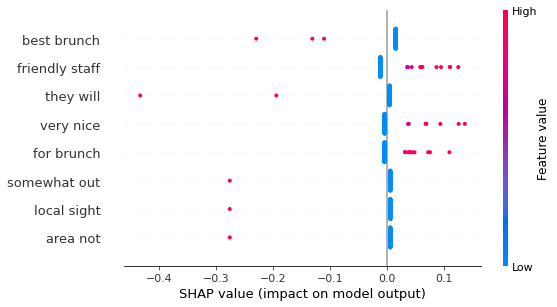 High
best brunch
friendly staff
they will
very nice
for brunch
somewhat out
local sight
area not
Feature value
Low
−0.4 −0.3 −0.2 −0.1 0.0 0.1
SHAP value (impact on model output)